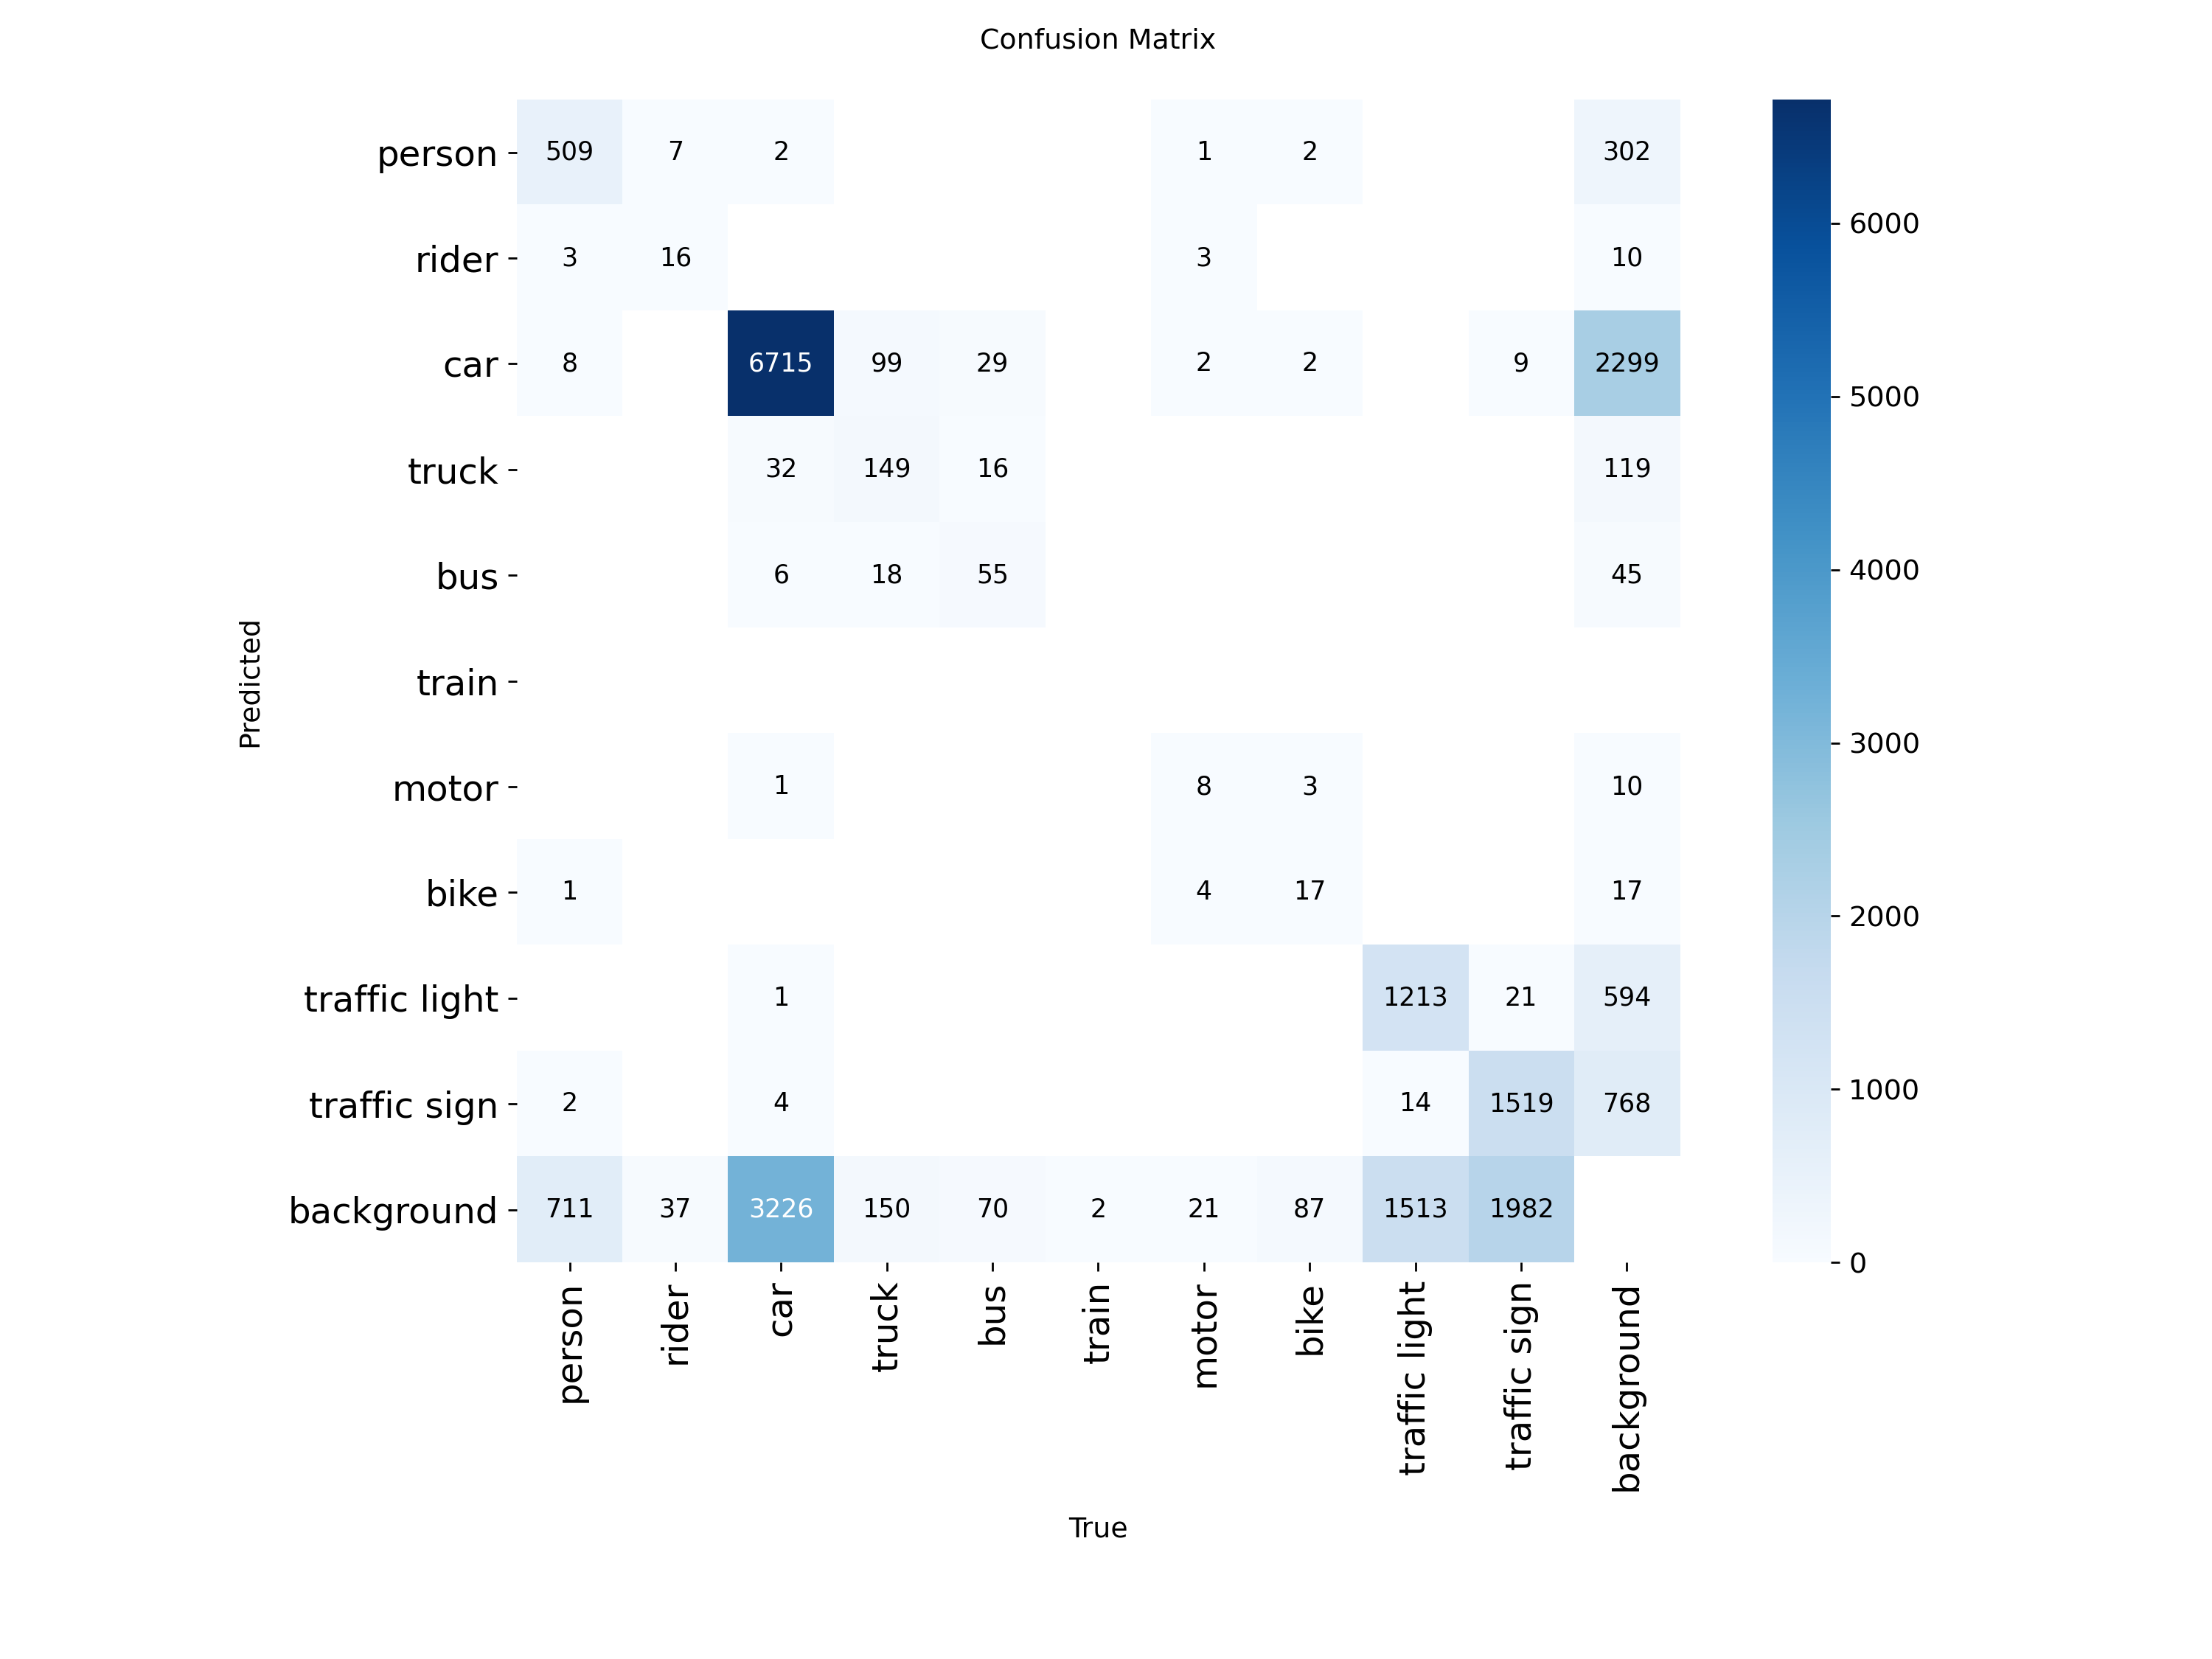 Confusion Matrix
person 509 7 2 1 2 302
rider 3 16 3 10
car 8 6715 99 29 2 2 9 2299
truck 32 149 16 119
bus 6 18 55 45
train
motor 1 8 3 10
bike 1 4 17 17
traffic light 1 1213 21 594
traffic sign 2 4 14 1519 768
background 711 37 3226 150 70 2 21 87 1513 1982
Predicted
person rider car truck bus train motor bike traffic light traffic sign background
True
6000
5000
4000
3000
2000
1000
0